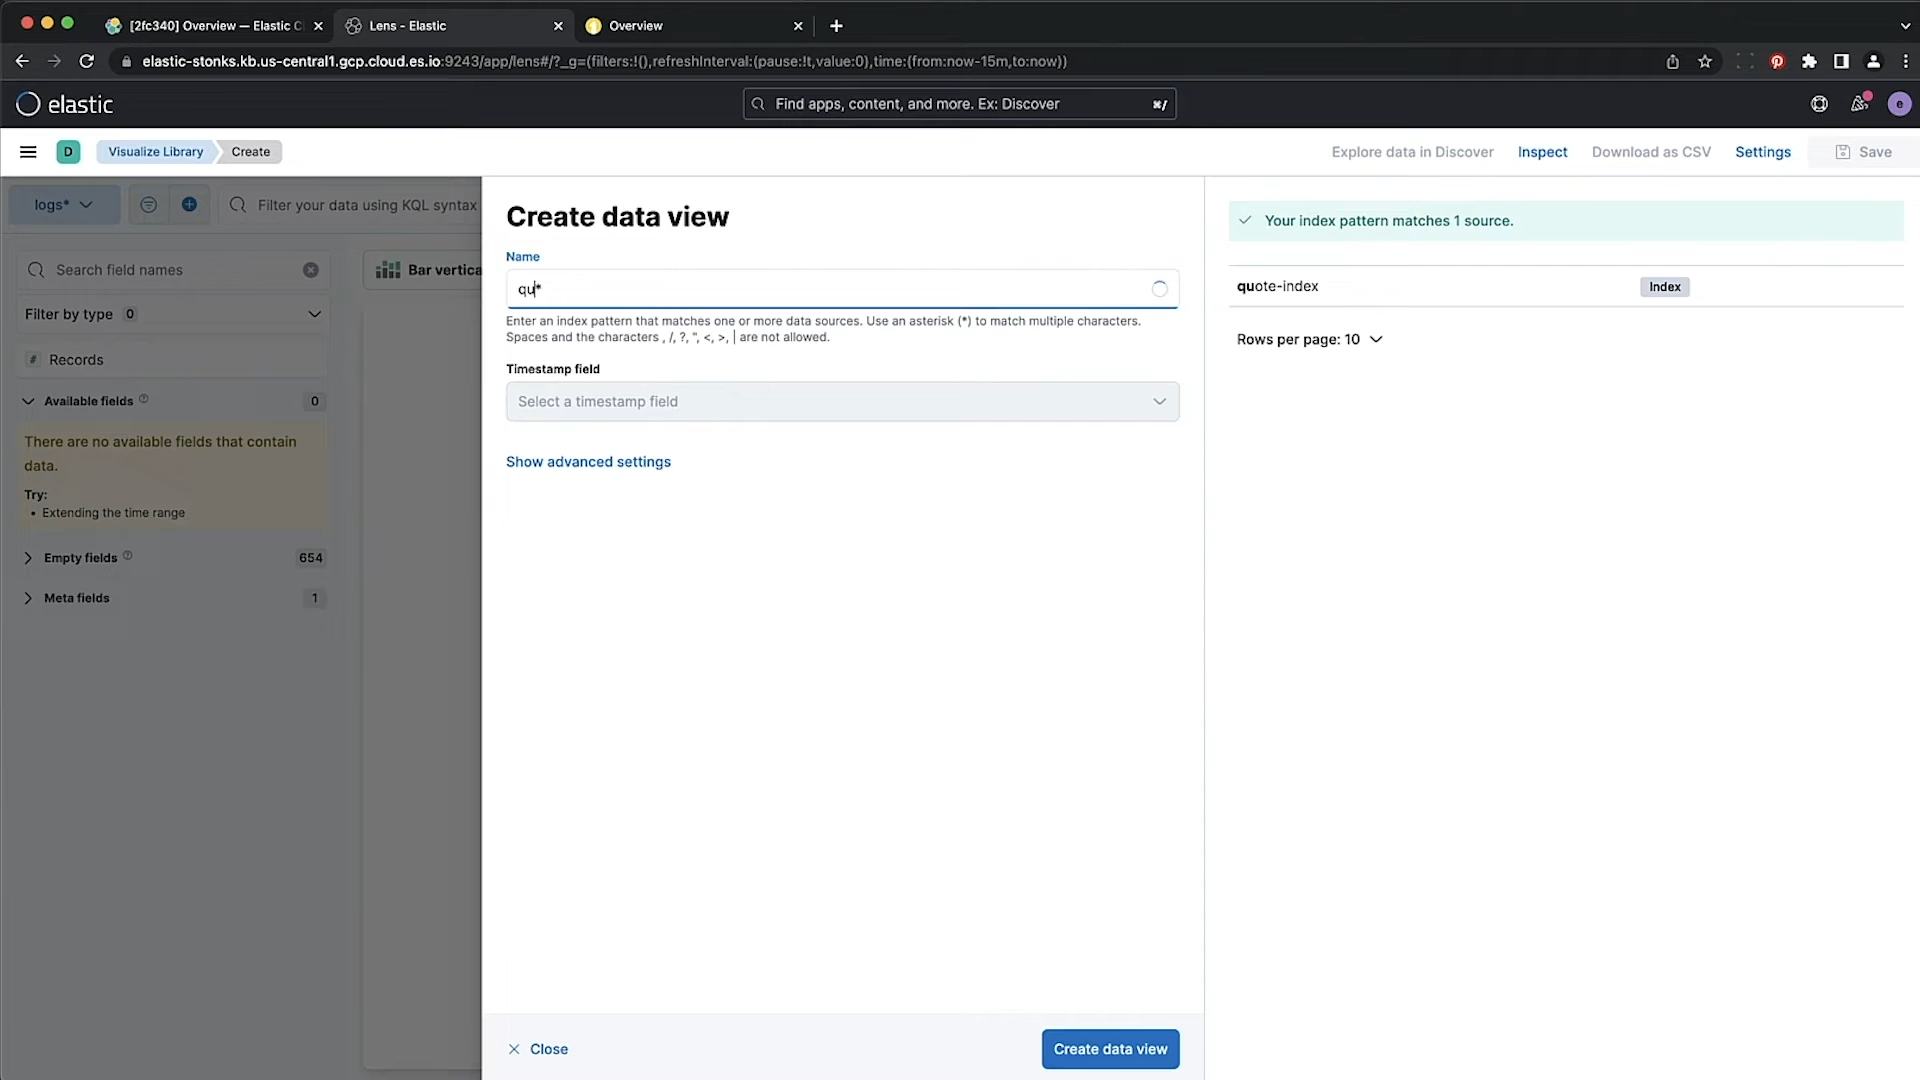 [2fc340] Overview — Elastic C
Lens - Elastic
Overview
elastic-stonks.kb.us-central1.gcp.cloud.es.io:9243/app/lens#/?_g=(filters:!(),refreshInterval:(pause:!t,value:0),time:(from:now-15m,to:now))
elastic
Find apps, content, and more. Ex: Discover
⌘/
e
D
Visualize Library
Create
Explore data in Discover
Inspect
Download as CSV
Settings
Save
logs*
Filter your data using KQL syntax
Search field names
Filter by type 0
# Records
Available fields
0
There are no available fields that contain
data.
Try:
• Extending the time range
Empty fields
654
Meta fields
1
Bar vertica
Create data view
Name
qu*
Enter an index pattern that matches one or more data sources. Use an asterisk (*) to match multiple characters.
Spaces and the characters , /, ?, ", <, >, | are not allowed.
Timestamp field
Select a timestamp field
Show advanced settings
Close
Create data view
Your index pattern matches 1 source.
quote-index
Index
Rows per page: 10